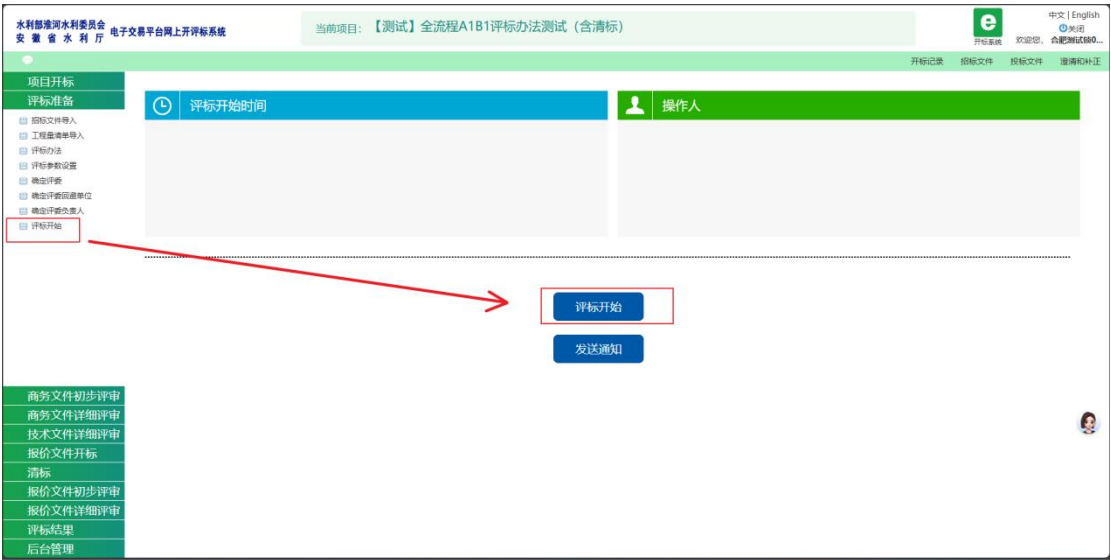 水利部淮河水利委员会
安徽省水利厅
电子交易平台网上开评标系统
当前项目：【测试】全流程A1B1评标办法测试（含清标）
e
开标系统
中文 | English
关闭
欢迎您，合肥测试锁0...
开标记录 招标文件 投标文件 澄清和补正
项目开标
评标准备
招标文件导入
工程量清单导入
评标办法
评标参数设置
确定评委
确定评委回避单位
确定评委负责人
评标开始
评标开始时间
操作人
评标开始
发送通知
商务文件初步评审
商务文件详细评审
技术文件详细评审
报价文件开标
清标
报价文件初步评审
报价文件详细评审
评标结果
后台管理